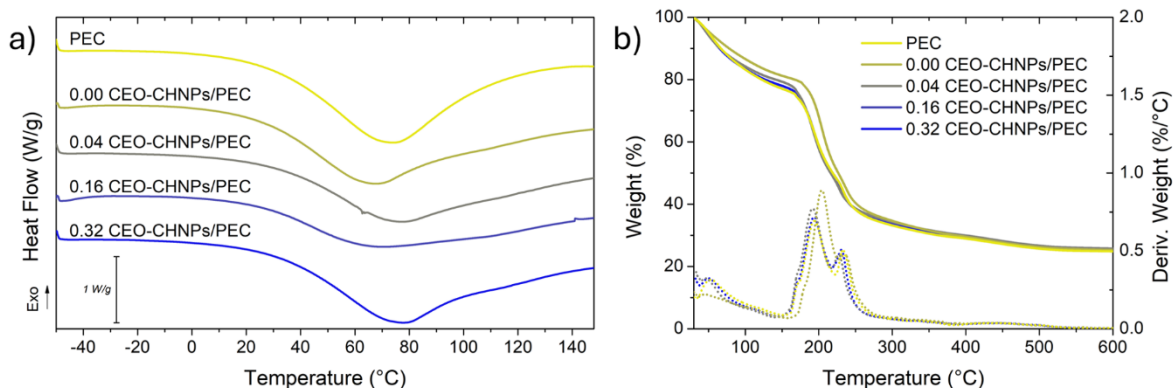 a)
PEC
0.00 CEO-CHNPs/PEC
0.04 CEO-CHNPs/PEC
0.16 CEO-CHNPs/PEC
0.32 CEO-CHNPs/PEC
1 W/g
Exo
Heat Flow (W/g)
-40 -20 0 20 40 60 80 100 120 140
Temperature (°C)
b)
PEC
0.00 CEO-CHNPs/PEC
0.04 CEO-CHNPs/PEC
0.16 CEO-CHNPs/PEC
0.32 CEO-CHNPs/PEC
100
80
60
40
20
0
Weight (%)
2.0
1.5
1.0
0.5
0.0
Deriv. Weight (%/°C)
100 200 300 400 500 600
Temperature (°C)